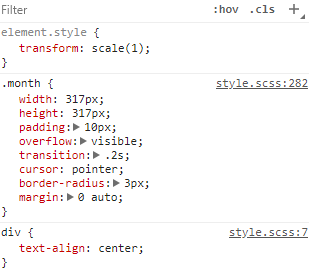 Filter :hov .cls +
element.style {
transform: scale(1);
}
.month { style.scss:282
width: 317px;
height: 317px;
padding:▶10px;
overflow:▶visible;
transition:▶.2s;
cursor: pointer;
border-radius:▶3px;
margin:▶0 auto;
}
div { style.scss:7
text-align: center;
}